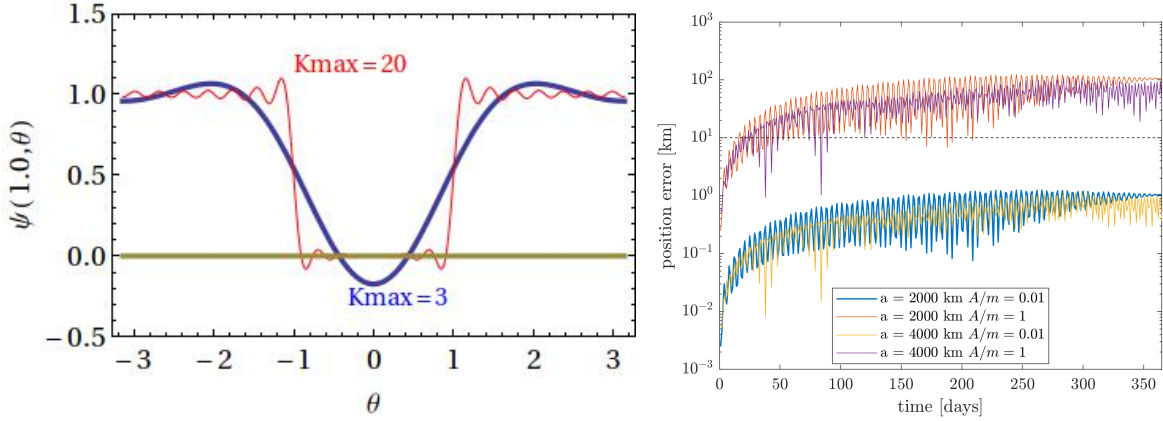 1.5
1.0
0.5
0.0
−0.5
ψ(1.0,θ)
Kmax=20
Kmax=3
−3 −2 −1 0 1 2 3
θ
10^3
10^2
10^1
10^0
10^−1
10^−2
10^−3
position error [km]
a = 2000 km A/m = 0.01
a = 2000 km A/m = 1
a = 4000 km A/m = 0.01
a = 4000 km A/m = 1
0 50 100 150 200 250 300 350
time [days]